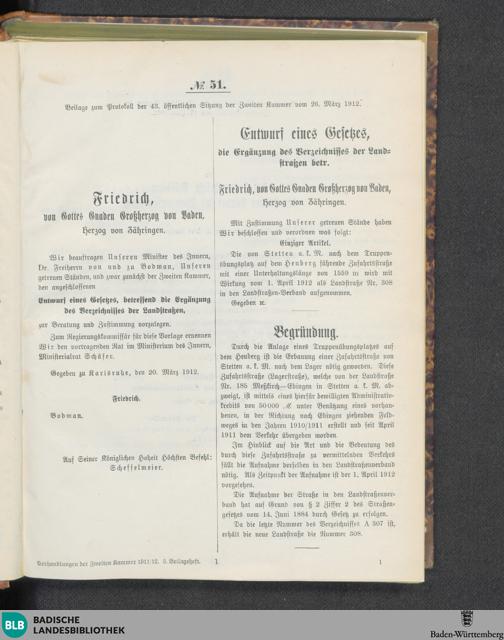 № 51.
Beilage zum Protokoll der 43. öffentlichen Sitzung der Zweiten Kammer vom 26. März 1912.
Friedrich,
von Gottes Gnaden Großherzog von Baden,
Herzog von Zähringen.
Wir beauftragen Unseren Minister des Innern,
Dr. Freiherrn von und zu Bodman, Unseren
getreuen Ständen, und zwar zunächst der Zweiten Kammer,
den angeschlossenen
Entwurf eines Gesetzes, betreffend die Ergänzung
des Verzeichnisses der Landstraßen,
zur Beratung und Zustimmung vorzulegen.
Zum Regierungskommissär für diese Vorlage ernennen
Wir den vortragenden Rat im Ministerium des Innern,
Ministerialrat Schäfer.
Gegeben zu Karlsruhe, den 20. März 1912.
Friedrich.
Bodman.
Auf Seiner Königlichen Hoheit Höchsten Befehl:
Scheffelmeier.
Entwurf eines Gesetzes,
die Ergänzung des Verzeichnisses der Land-
straßen betr.
Friedrich, von Gottes Gnaden Großherzog von Baden,
Herzog von Zähringen.
Mit Zustimmung Unserer getreuen Stände haben
Wir beschlossen und verordnen was folgt:
Einziger Artikel.
Die von Stetten a. k. M. nach dem Truppen-
übungsplatz auf dem Heuberg führende Zufahrtstraße
mit einer Unterhaltungslänge von 1559 m wird mit
Wirkung vom 1. April 1912 als Landstraße Nr. 308
in den Landstraßen-Verband aufgenommen.
Gegeben ꝛc.
Begründung.
Durch die Anlage eines Truppenübungsplatzes auf
dem Heuberg ist die Erbauung einer Zufahrtstraße von
Stetten a. k. M. nach dem Lager nötig geworden. Diese
Zufahrtstraße (Lagerstraße), welche von der Landstraße
Nr. 185 Meßkirch—Ebingen in Stetten a. k. M. ab-
zweigt, ist mittels eines hierfür bewilligten Administrativ-
kredits von 50 000 ℳ unter Benützung eines vorhan-
denen, in der Richtung nach Ebingen ziehenden Feld-
weges in den Jahren 1910/1911 erstellt und seit April
1911 dem Verkehr übergeben worden.
Im Hinblick auf die Art und die Bedeutung des
durch diese Zufahrtstraße zu vermittelnden Verkehrs
fällt die Aufnahme derselben in den Landstraßenverband
nötig. Als Zeitpunkt der Aufnahme ist der 1. April 1912
vorgesehen.
Die Aufnahme der Straße in den Landstraßenver-
band hat auf Grund von § 2 Ziffer 2 des Straßen-
gesetzes vom 14. Juni 1884 durch Gesetz zu erfolgen.
Da die letzte Nummer des Verzeichnisses A 307 ist,
erhält die neue Landstraße die Nummer 308.
Verhandlungen der Zweiten Kammer 1911/12. 5. Beilagenheft.
1
1
BLB BADISCHE
LANDESBIBLIOTHEK
Baden-Württemberg